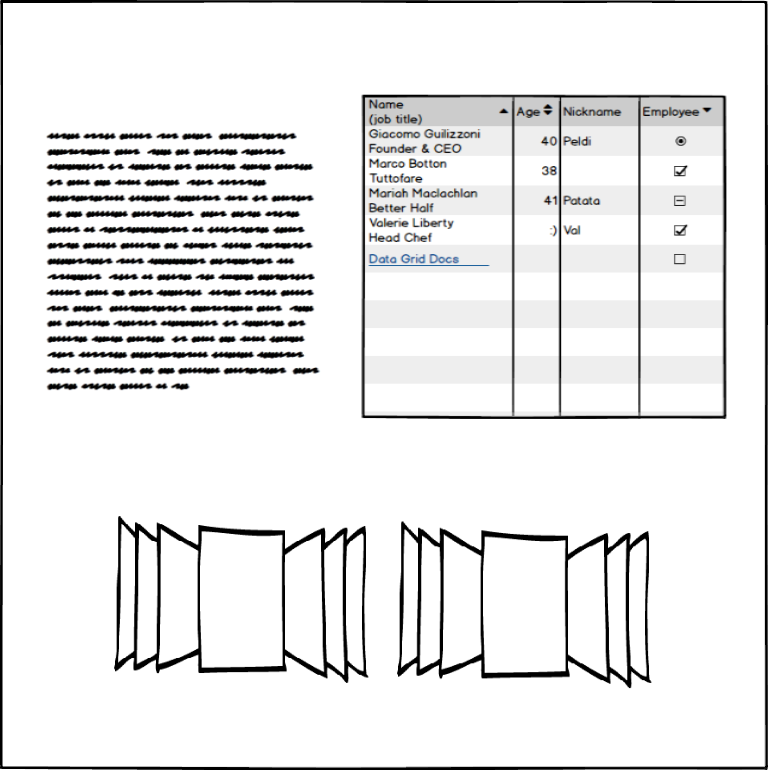 Name
(job title)
Age
Nickname
Employee
Giacomo Guilizzoni
Founder & CEO
40
Peldi
Marco Botton
Tuttofare
38
Mariah Maclachlan
Better Half
41
Patata
Valerie Liberty
Head Chef
:)
Val
Data Grid Docs